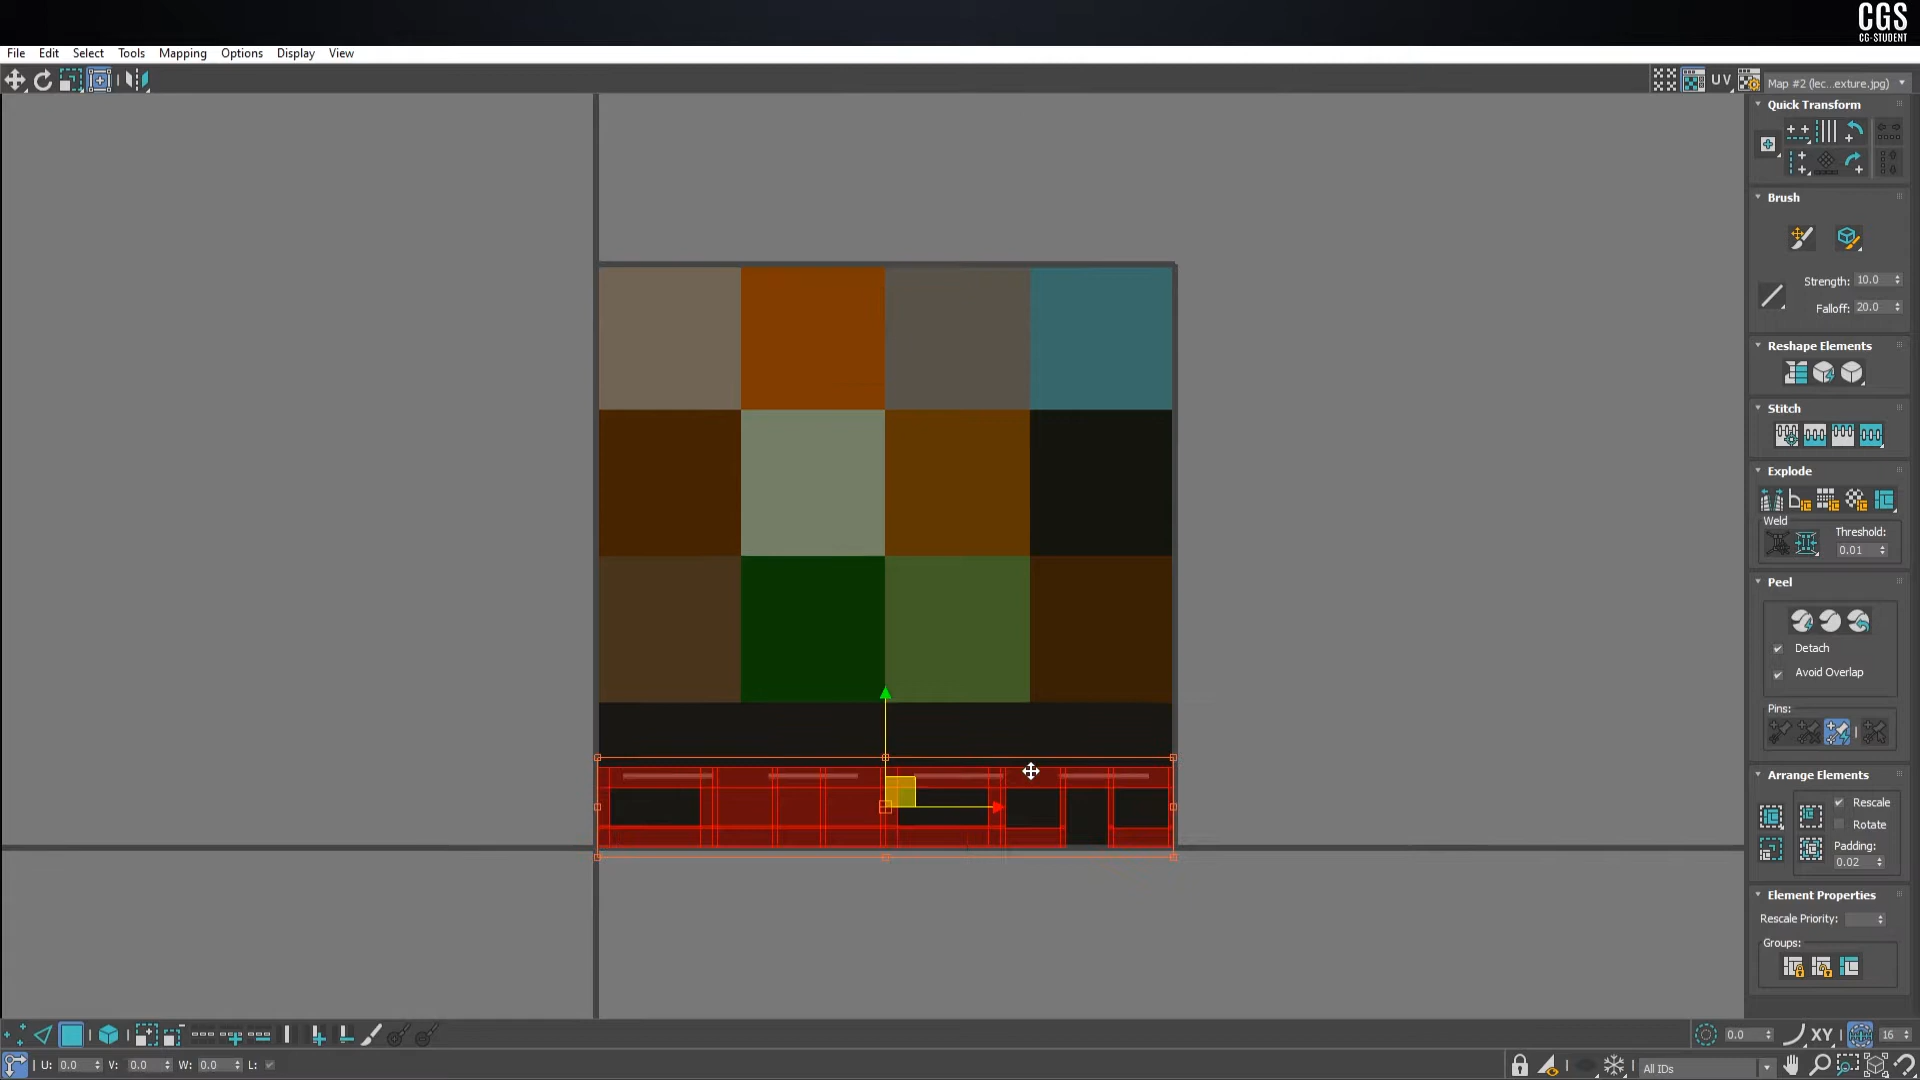 CGS
CG-STUDENT
File Edit Select Tools Mapping Options Display View
UV
Map #2 (lec...exture.jpg)
Quick Transform
Brush
Strength: 10.0
Falloff: 20.0
Reshape Elements
Stitch
Explode
Weld
Threshold:
0.01
Peel
Detach
Avoid Overlap
Pins:
Arrange Elements
Rescale
Rotate
Padding:
0.02
Element Properties
Rescale Priority:
Groups:
0.0 XY 16
U: 0.0 V: 0.0 W: 0.0 L:
All IDs